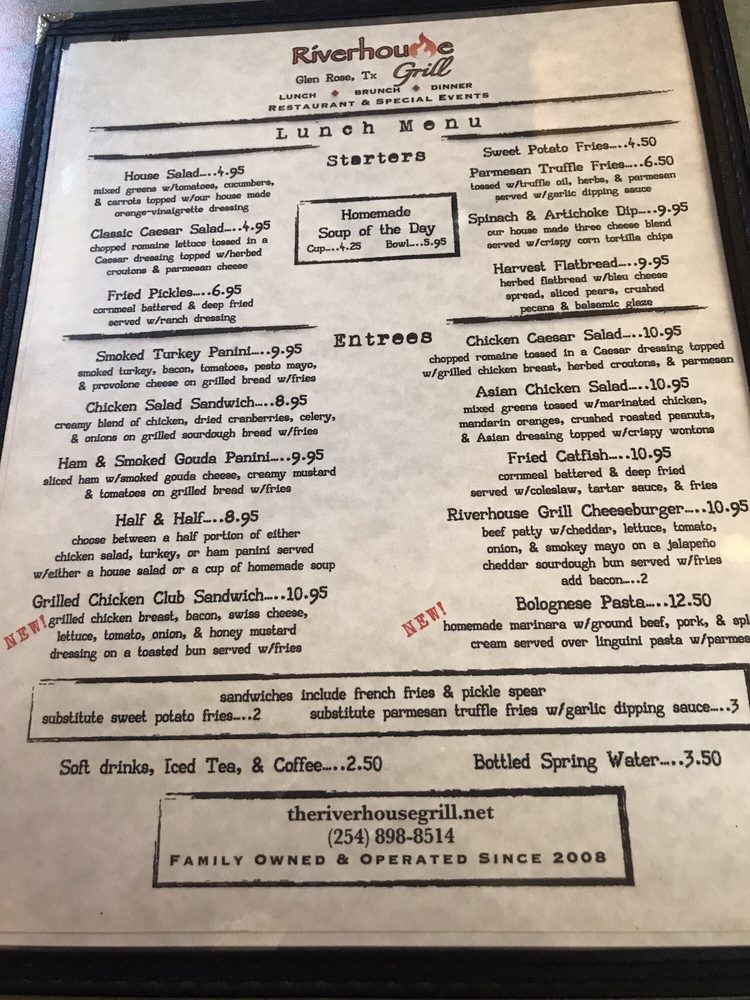 Riverhouse
Glen Rose, Tx Grill
LUNCH ♦ BRUNCH ♦ DINNER
RESTAURANT & SPECIAL EVENTS
Lunch Menu
Starters
House Salad....4.95
mixed greens w/tomatoes, cucumbers,
& carrots topped w/our house made
orange-vinaigrette dressing
Classic Caesar Salad....4.95
chopped romaine lettuce tossed in a
Caesar dressing topped w/herbed
croutons & parmesan cheese
Fried Pickles....6.95
cornmeal battered & deep fried
served w/ranch dressing
Homemade
Soup of the Day
Cup....4.25 Bowl....5.95
Sweet Potato Fries.....4.50
Parmesan Truffle Fries.....6.50
tossed w/truffle oil, herbs, & parmesan
served w/garlic dipping sauce
Spinach & Artichoke Dip....9.95
our house made three cheese blend
served w/crispy corn tortilla chips
Harvest Flatbread.....9.95
herbed flatbread w/bleu cheese
spread, sliced pears, crushed
pecans & balsamic glaze
Entrees
Smoked Turkey Panini.....9.95
smoked turkey, bacon, tomatoes, pesto mayo,
& provolone cheese on grilled bread w/fries
Chicken Salad Sandwich....8.95
creamy blend of chicken, dried cranberries, celery,
& onions on grilled sourdough bread w/fries
Ham & Smoked Gouda Panini....9.95
sliced ham w/smoked gouda cheese, creamy mustard
& tomatoes on grilled bread w/fries
Half & Half....8.95
choose between a half portion of either
chicken salad, turkey, or ham panini served
w/either a house salad or a cup of homemade soup
Grilled Chicken Club Sandwich....10.95
NEW! grilled chicken breast, bacon, swiss cheese,
lettuce, tomato, onion, & honey mustard
dressing on a toasted bun served w/fries
Chicken Caesar Salad....10.95
chopped romaine tossed in a Caesar dressing topped
w/grilled chicken breast, herbed croutons, & parmesan
Asian Chicken Salad....10.95
mixed greens tossed w/marinated chicken,
mandarin oranges, crushed roasted peanuts,
& Asian dressing topped w/crispy wontons
Fried Catfish....10.95
cornmeal battered & deep fried
served w/coleslaw, tartar sauce, & fries
Riverhouse Grill Cheeseburger.....10.95
beef patty w/cheddar, lettuce, tomato,
onion, & smokey mayo on a jalapeño
cheddar sourdough bun served w/fries
add bacon.....2
NEW! Bolognese Pasta.....12.50
homemade marinara w/ground beef, pork, & spl
cream served over linguini pasta w/parmes
sandwiches include french fries & pickle spear
substitute sweet potato fries.....2 substitute parmesan truffle fries w/garlic dipping sauce.....3
Soft drinks, Iced Tea, & Coffee.....2.50 Bottled Spring Water.....3.50
theriverhousegrill.net
(254) 898-8514
FAMILY OWNED & OPERATED SINCE 2008